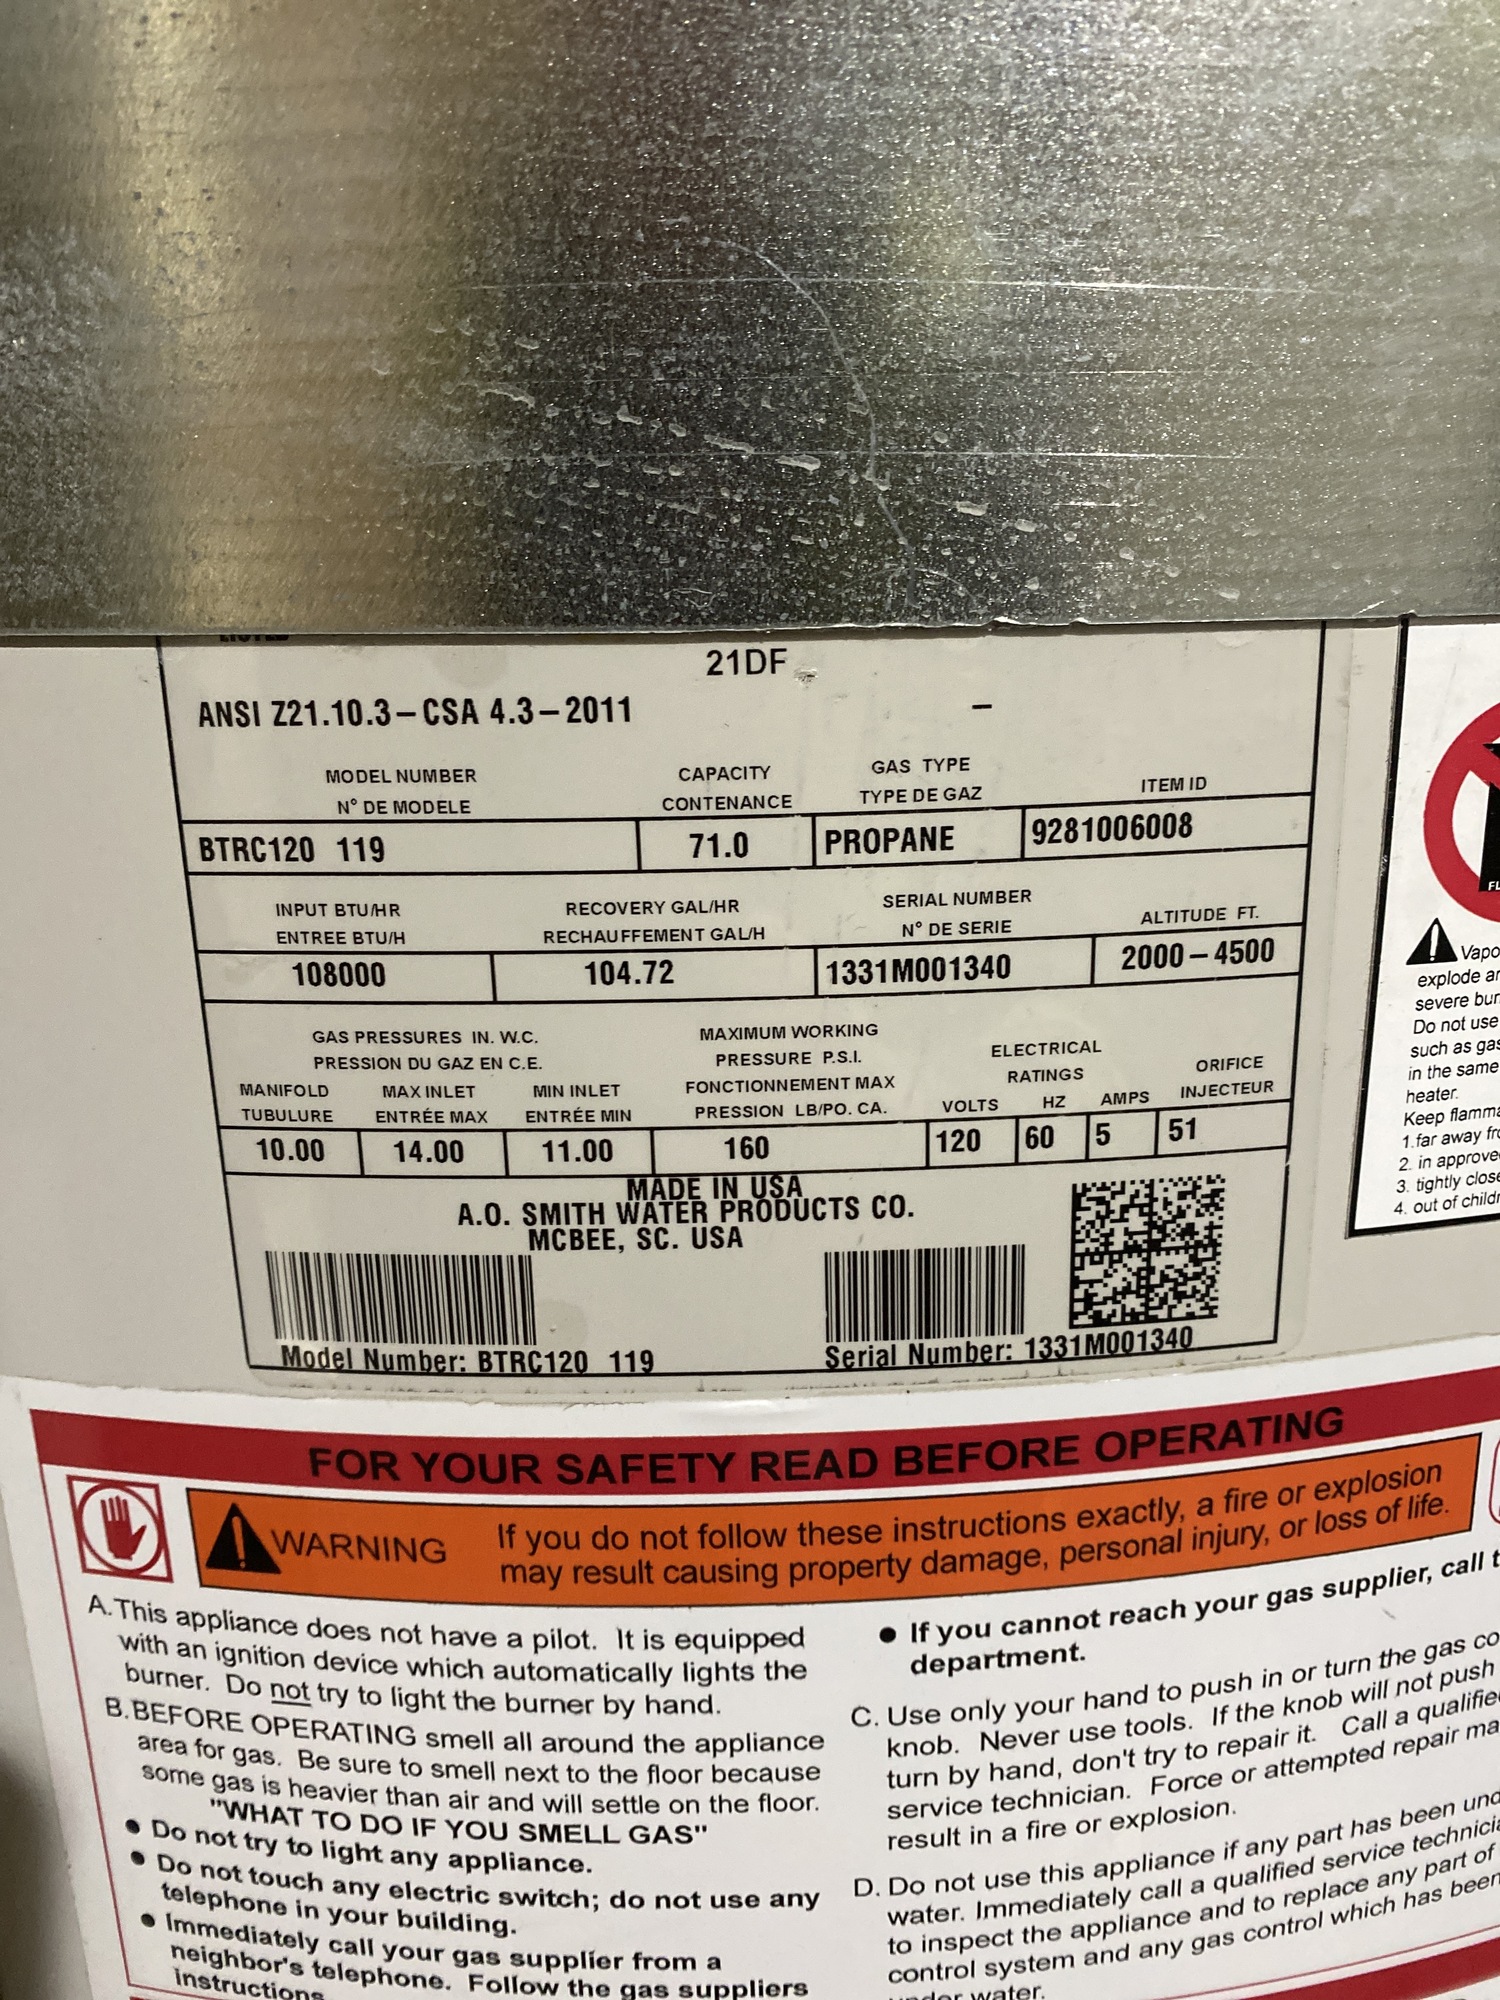 21DF
ANSI Z21.10.3–CSA 4.3–2011 –
MODEL NUMBER
N° DE MODELE
CAPACITY
CONTENANCE
GAS TYPE
TYPE DE GAZ
ITEM ID
BTRC120 119 71.0 PROPANE 9281006008
INPUT BTU/HR
ENTREE BTU/H
RECOVERY GAL/HR
RECHAUFFEMENT GAL/H
SERIAL NUMBER
N° DE SERIE
ALTITUDE FT.
108000 104.72 1331M001340 2000–4500
GAS PRESSURES IN. W.C.
PRESSION DU GAZ EN C.E.
MANIFOLD
TUBULURE
MAX INLET
ENTRÉE MAX
MIN INLET
ENTRÉE MIN
MAXIMUM WORKING
PRESSURE P.S.I.
FONCTIONNEMENT MAX
PRESSION LB/PO. CA.
ELECTRICAL
RATINGS
VOLTS HZ AMPS
ORIFICE
INJECTEUR
10.00 14.00 11.00 160 120 60 5 51
MADE IN USA
A.O. SMITH WATER PRODUCTS CO.
MCBEE, SC. USA
Model Number: BTRC120 119
Serial Number: 1331M001340
Vapo
explode
severe
Do not use
such as
in the same
heater.
Keep
1.far away
2. in
3. tightly
4. out of
FOR YOUR SAFETY READ BEFORE OPERATING
WARNING
If you do not follow these instructions exactly, a fire or explosion
may result causing property damage, personal injury, or loss of life.
A.This appliance does not have a pilot. It is equipped
with an ignition device which automatically lights the
burner. Do not try to light the burner by hand.
B.BEFORE OPERATING smell all around the appliance
area for gas. Be sure to smell next to the floor because
some gas is heavier than air and will settle on the floor.
"WHAT TO DO IF YOU SMELL GAS"
● Do not try to light any appliance.
● Do not touch any electric switch; do not use any
telephone in your building.
● Immediately call your gas supplier from a
neighbor's telephone. Follow the gas suppliers
instructions
● If you cannot reach your gas supplier, call
department.
C. Use only your hand to push in or turn the gas co
knob. Never use tools. If the knob will not push
turn by hand, don't try to repair it. Call a qualifie
service technician. Force or attempted repair ma
result in a fire or explosion.
D. Do not use this appliance if any part has been und
water. Immediately call a qualified service technicia
to inspect the appliance and to replace any part of
control system and any gas control which has been
under water.